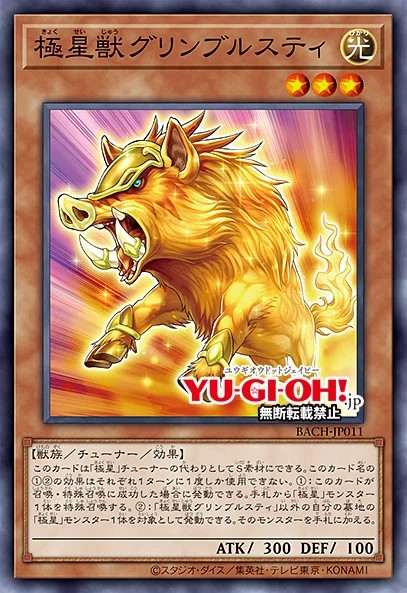 極星獣グリンブルスティ
光
ユウギオウドットジェイピー
YU-GI-OH!.jp
無断転載禁止
BACH-JP011
【獣族／チューナー／効果】
このカードは「極星」チューナーの代わりとしてS素材にできる。このカード名の
①②の効果はそれぞれ1ターンに1度しか使用できない。①：このカードが
召喚・特殊召喚に成功した場合に発動できる。手札から「極星」モンスター
1体を特殊召喚する。②：「極星獣グリンブルスティ」以外の自分の墓地の
「極星」モンスター1体を対象として発動できる。そのモンスターを手札に加える。
ATK/ 300 DEF/ 100
©スタジオ・ダイス／集英社・テレビ東京・KONAMI